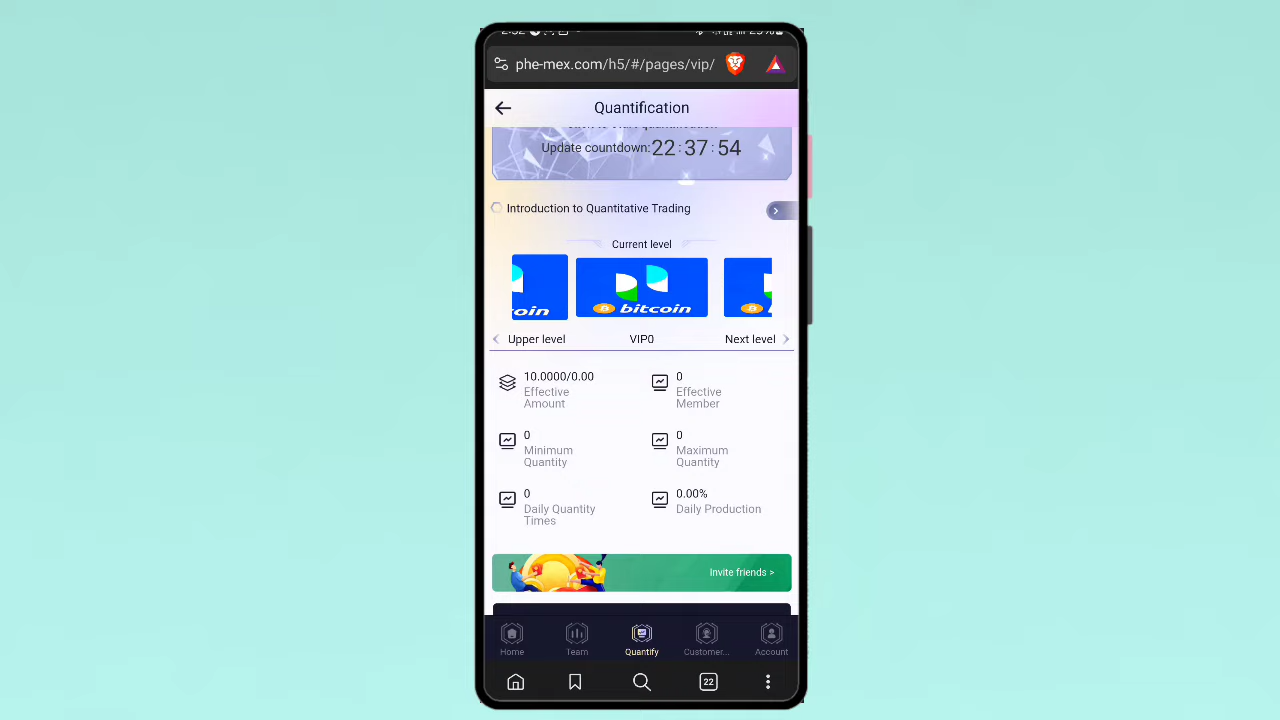 phe-mex.com/h5/#/pages/vip/
Quantification
Update countdown: 22 : 37 : 54
Introduction to Quantitative Trading
Current level
oin bitcoin
Upper level VIP0 Next level
10.0000/0.00
Effective
Amount
0
Effective
Member
0
Minimum
Quantity
0
Maximum
Quantity
0
Daily Quantity
Times
0.00%
Daily Production
Invite friends >
Home Team Quantify Customer... Account
22